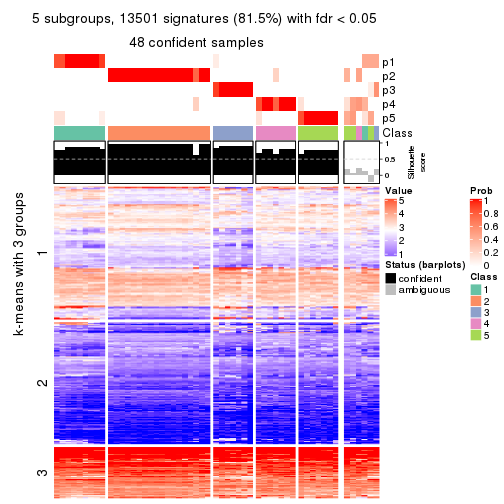 5 subgroups, 13501 signatures (81.5%) with fdr < 0.05
48 confident samples
p1
p2
p3
p4
p5
Class
1
0.5
0
Silhouette
score
k-means with 3 groups
1
2
3
Value
5
4
3
2
1
Status (barplots)
confident
ambiguous
Prob
1
0.8
0.6
0.4
0.2
0
Class
1
2
3
4
5